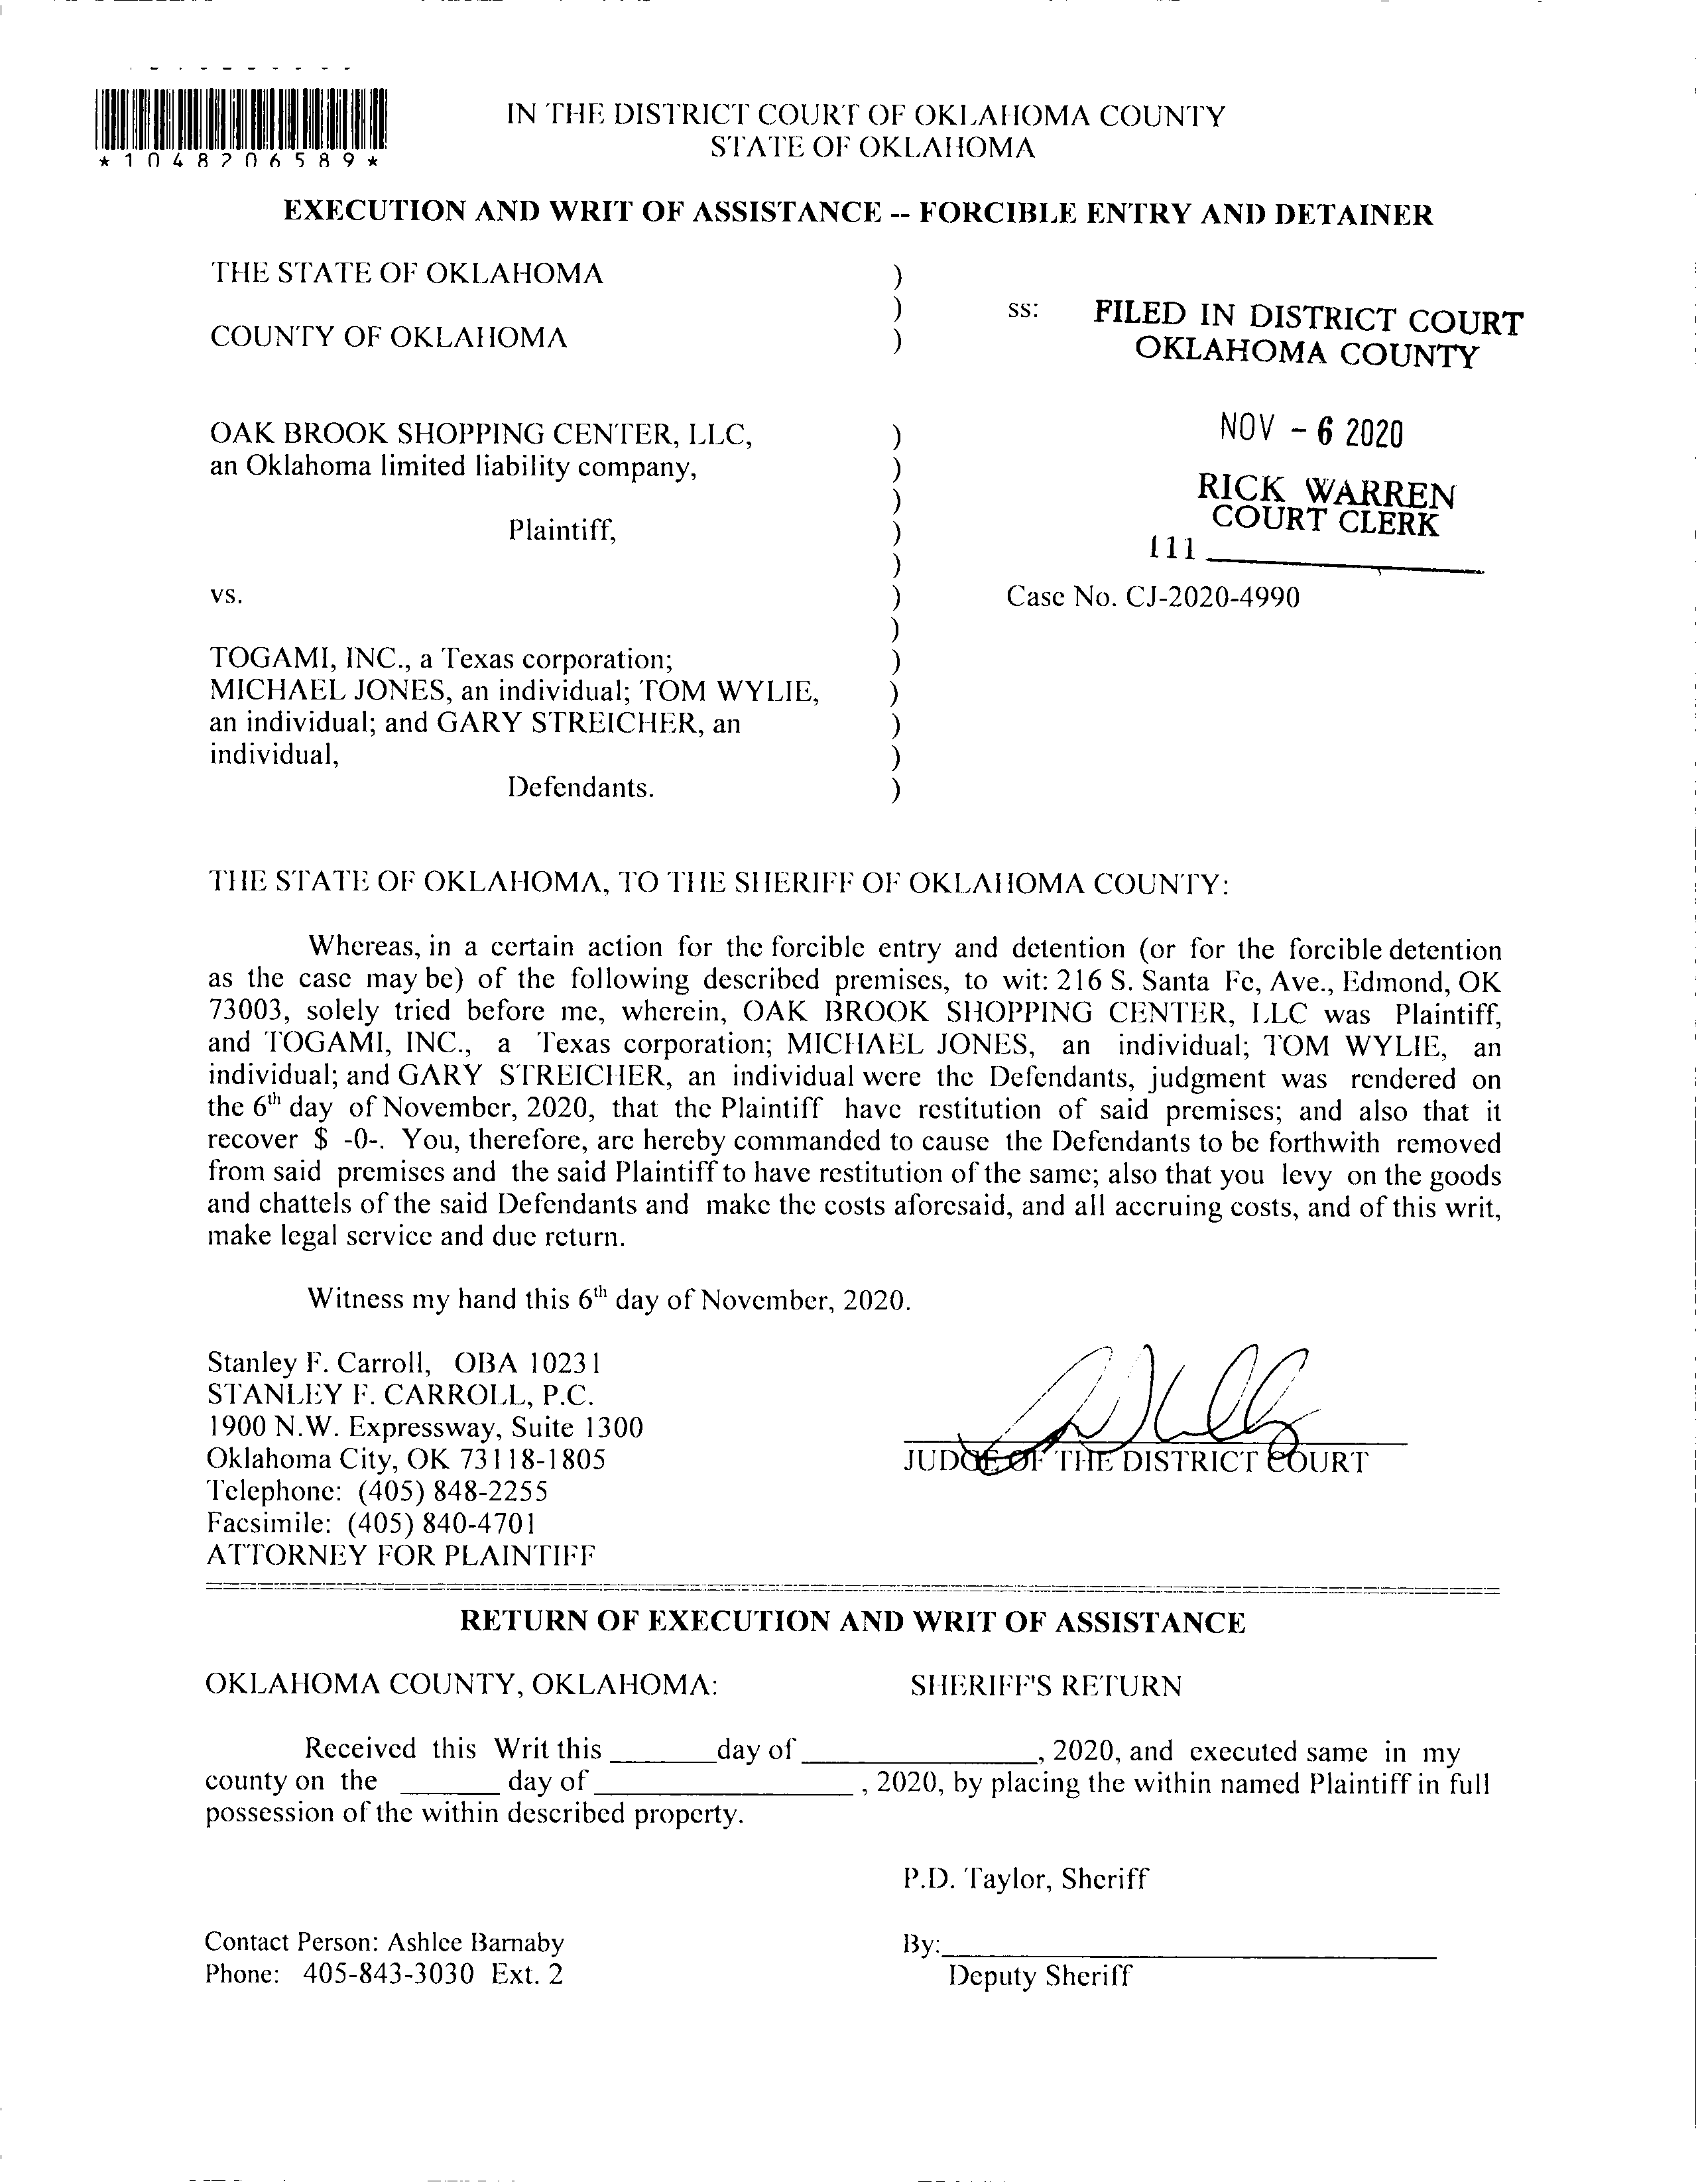 *1048206589*
IN THE DISTRICT COURT OF OKLAHOMA COUNTY
STATE OF OKLAHOMA
EXECUTION AND WRIT OF ASSISTANCE -- FORCIBLE ENTRY AND DETAINER
THE STATE OF OKLAHOMA )
) ss:
COUNTY OF OKLAHOMA )
FILED IN DISTRICT COURT
OKLAHOMA COUNTY
NOV - 6 2020
RICK WARREN
COURT CLERK
111 __________
OAK BROOK SHOPPING CENTER, LLC, )
an Oklahoma limited liability company, )
)
Plaintiff, )
)
vs. ) Case No. CJ-2020-4990
)
TOGAMI, INC., a Texas corporation; )
MICHAEL JONES, an individual; TOM WYLIE, )
an individual; and GARY STREICHER, an )
individual, )
Defendants. )
THE STATE OF OKLAHOMA, TO THE SHERIFF OF OKLAHOMA COUNTY:
Whereas, in a certain action for the forcible entry and detention (or for the forcible detention
as the case may be) of the following described premises, to wit: 216 S. Santa Fe, Ave., Edmond, OK
73003, solely tried before me, wherein, OAK BROOK SHOPPING CENTER, LLC was Plaintiff,
and TOGAMI, INC., a Texas corporation; MICHAEL JONES, an individual; TOM WYLIE, an
individual; and GARY STREICHER, an individual were the Defendants, judgment was rendered on
the 6th day of November, 2020, that the Plaintiff have restitution of said premises; and also that it
recover $ -0-. You, therefore, are hereby commanded to cause the Defendants to be forthwith removed
from said premises and the said Plaintiff to have restitution of the same; also that you levy on the goods
and chattels of the said Defendants and make the costs aforesaid, and all accruing costs, and of this writ,
make legal service and due return.
Witness my hand this 6th day of November, 2020.
Stanley F. Carroll, OBA 10231
STANLEY F. CARROLL, P.C.
1900 N.W. Expressway, Suite 1300
Oklahoma City, OK 73118-1805
Telephone: (405) 848-2255
Facsimile: (405) 840-4701
ATTORNEY FOR PLAINTIFF
JUDGE OF THE DISTRICT COURT
RETURN OF EXECUTION AND WRIT OF ASSISTANCE
OKLAHOMA COUNTY, OKLAHOMA: SHERIFF'S RETURN
Received this Writ this _______day of________________, 2020, and executed same in my
county on the _______ day of_________________ , 2020, by placing the within named Plaintiff in full
possession of the within described property.
P.D. Taylor, Sheriff
Contact Person: Ashlee Barnaby
Phone: 405-843-3030 Ext. 2
By:________________________________
Deputy Sheriff